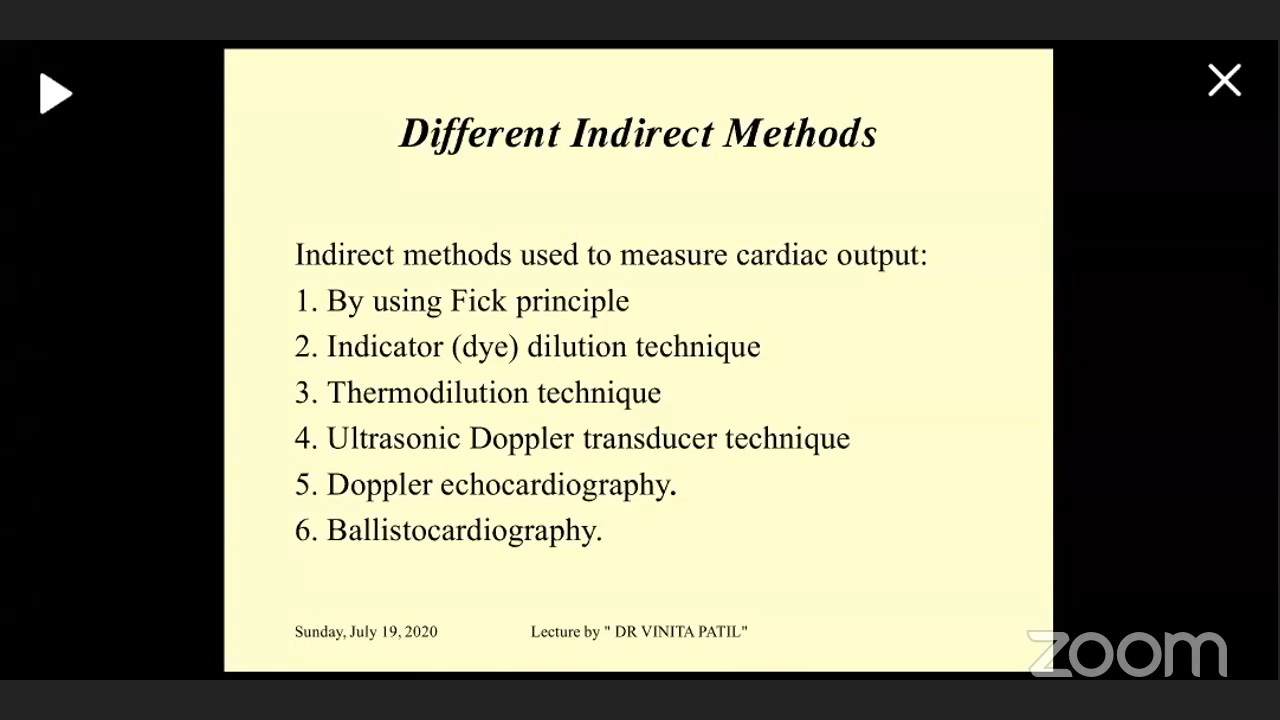 Different Indirect Methods
Indirect methods used to measure cardiac output:
1. By using Fick principle
2. Indicator (dye) dilution technique
3. Thermodilution technique
4. Ultrasonic Doppler transducer technique
5. Doppler echocardiography.
6. Ballistocardiography.
Sunday, July 19, 2020
Lecture by " DR VINITA PATIL"
zoom